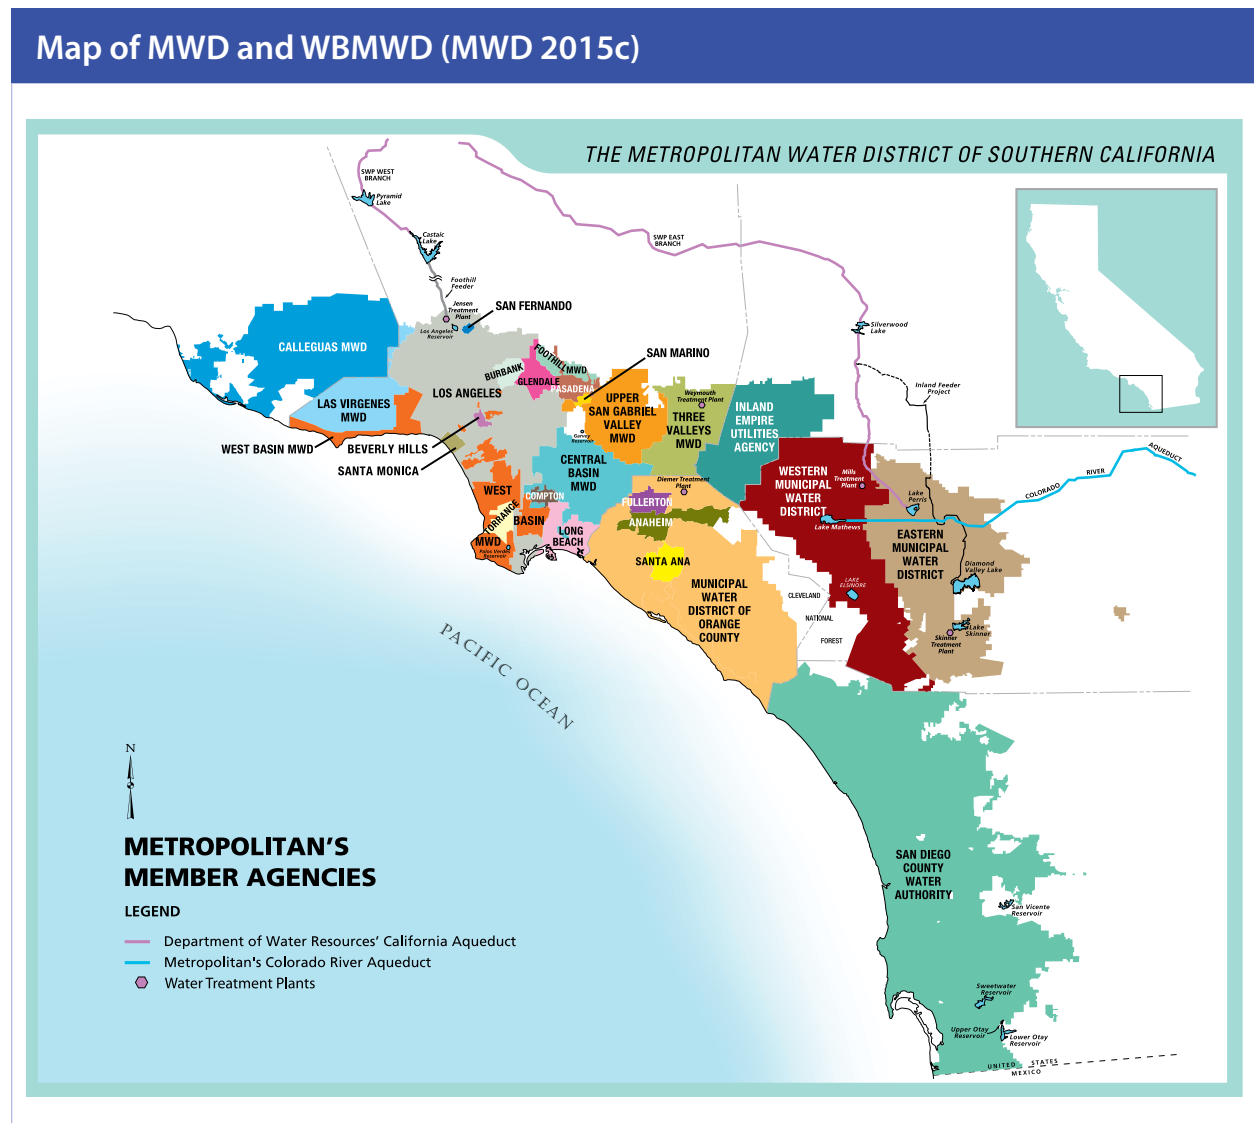 Map of MWD and WBMWD (MWD 2015c)
THE METROPOLITAN WATER DISTRICT OF SOUTHERN CALIFORNIA
SWP WEST
BRANCH
Pyramid
Lake
Castaic
Lake
SWP EAST
BRANCH
Foothill
Feeder
Jensen
Treatment
Plant
Los Angeles
Reservoir
SAN FERNANDO
Silverwood
Lake
CALLEGUAS MWD
FOOTHILL MWD
SAN MARINO
BURBANK
GLENDALE
PASADENA
LOS ANGELES
Inland Feeder
Project
LAS VIRGENES
MWD
UPPER
SAN GABRIEL
VALLEY
MWD
Weymouth
Treatment Plant
THREE
VALLEYS
MWD
INLAND
EMPIRE
UTILITIES
AGENCY
Garvey
Reservoir
WEST BASIN MWD
BEVERLY HILLS
SANTA MONICA
CENTRAL
BASIN
MWD
Diemer Treatment
Plant
WESTERN
MUNICIPAL
WATER
DISTRICT
Mills
Treatment
Plant
COLORADO
RIVER
AQUEDUCT
WEST
BASIN
MWD
COMPTON
TORRANCE
FULLERTON
ANAHEIM
LONG
BEACH
Palos Verdes
Reservoir
Lake
Perris
Lake Mathews
EASTERN
MUNICIPAL
WATER
DISTRICT
SANTA ANA
Diamond
Valley Lake
MUNICIPAL
WATER
DISTRICT OF
ORANGE
COUNTY
CLEVELAND
NATIONAL
FOREST
LAKE
ELSINORE
Lake
Skinner
Skinner
Treatment
Plant
PACIFIC OCEAN
N
METROPOLITAN'S
MEMBER AGENCIES
LEGEND
Department of Water Resources' California Aqueduct
Metropolitan's Colorado River Aqueduct
Water Treatment Plants
SAN DIEGO
COUNTY
WATER
AUTHORITY
San Vicente
Reservoir
Sweetwater
Reservoir
Upper Otay
Reservoir
Lower Otay
Reservoir
UNITED STATES
MEXICO